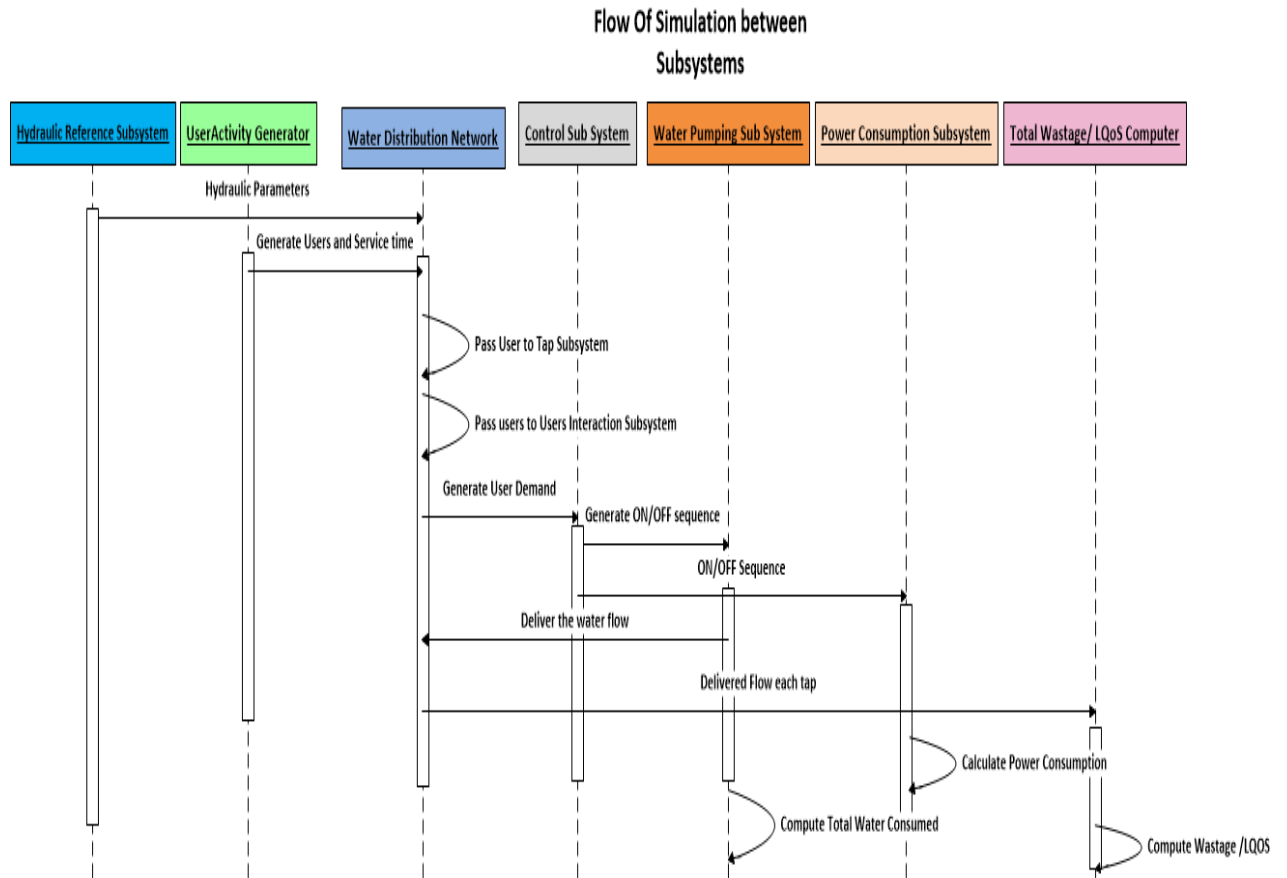 Flow Of Simulation between
Subsystems
Hydraulic Reference Subsystem
UserActivity Generator
Water Distribution Network
Control Sub System
Water Pumping Sub System
Power Consumption Subsystem
Total Wastage/ LQoS Computer
Hydraulic Parameters
Generate Users and Service time
Pass User to Tap Subsystem
Pass users to Users Interaction Subsystem
Generate User Demand
Generate ON/OFF sequence
ON/OFF Sequence
Deliver the water flow
Delivered Flow each tap
Calculate Power Consumption
Compute Total Water Consumed
Compute Wastage /LQOS